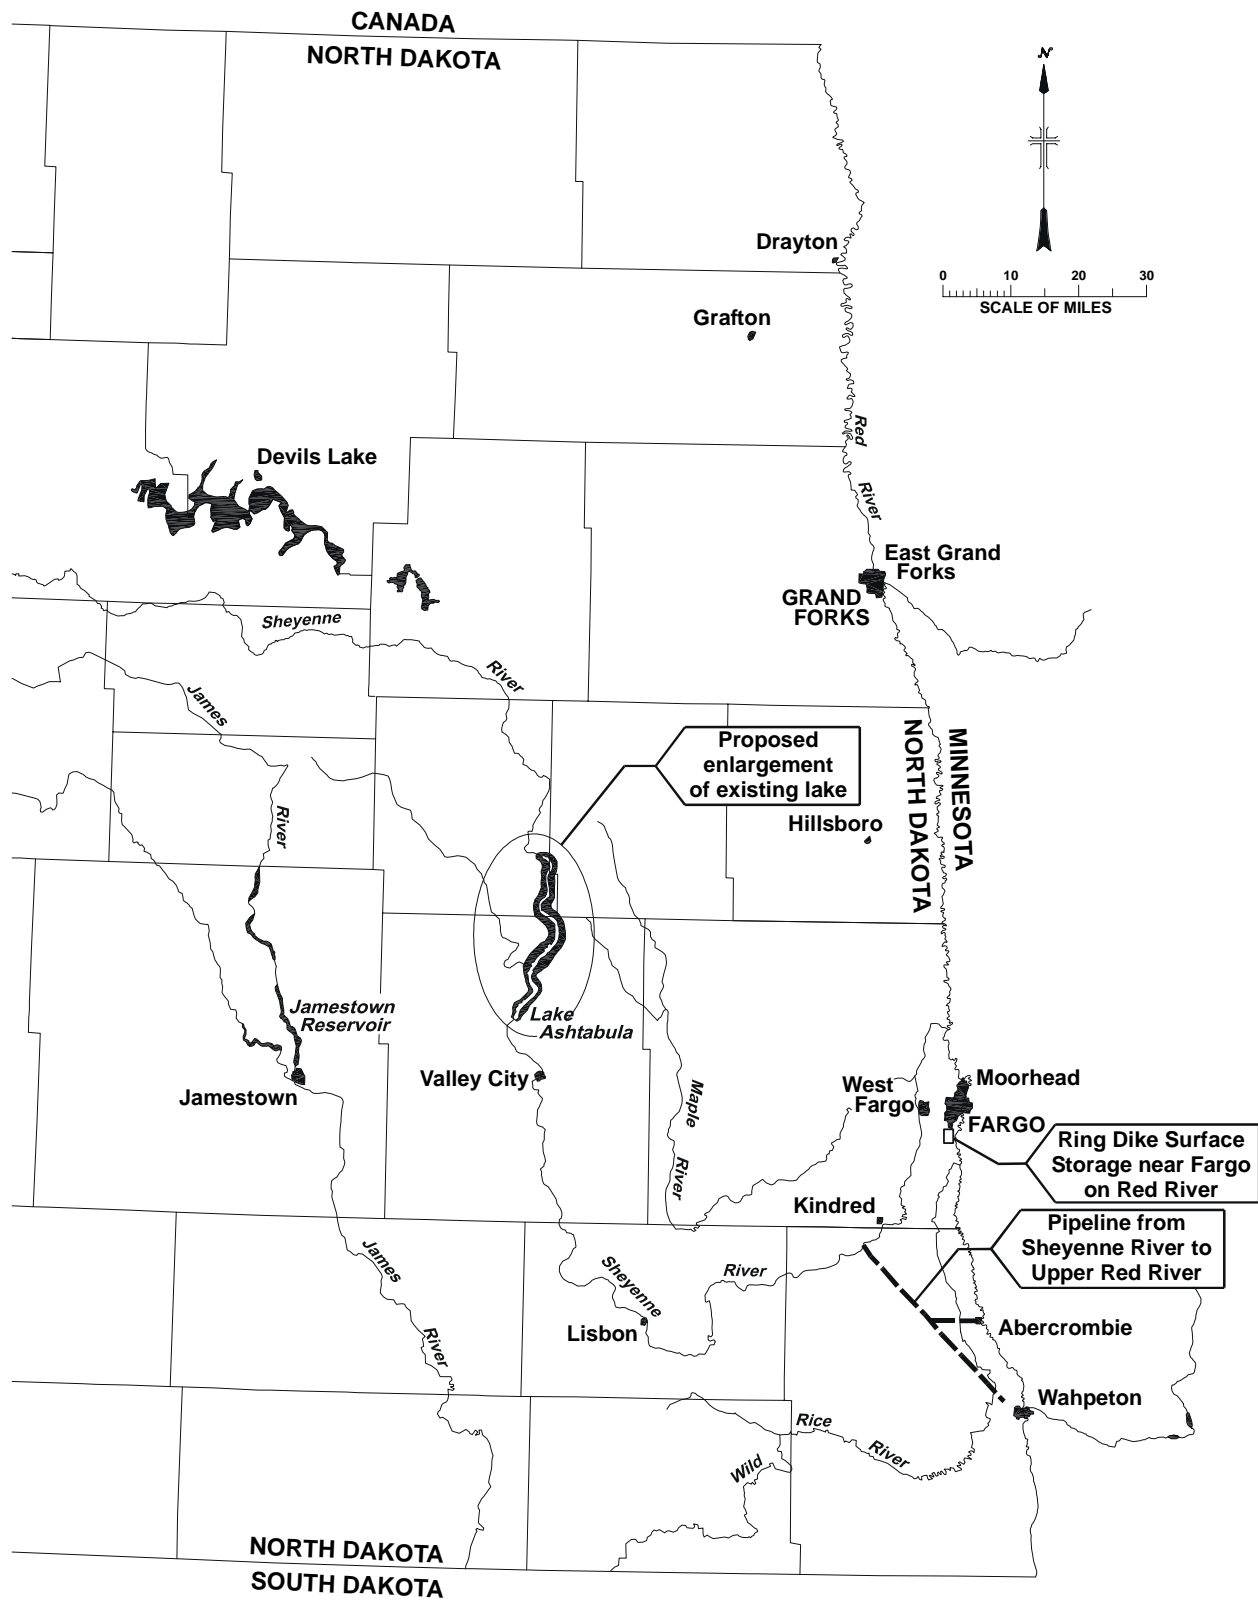 CANADA
NORTH DAKOTA
N
Drayton
0 10 20 30
SCALE OF MILES
Grafton
Red
River
Devils Lake
East Grand
Forks
GRAND
FORKS
Sheyenne
River
James
River
Proposed
enlargement
of existing lake
NORTH DAKOTA
MINNESOTA
Hillsboro
Jamestown
Reservoir
Lake
Ashtabula
Valley City
Jamestown
Maple
River
West
Fargo
Moorhead
FARGO
Ring Dike Surface
Storage near Fargo
on Red River
Kindred
Pipeline from
Sheyenne River to
Upper Red River
James
River
Sheyenne
River
Lisbon
Abercrombie
Wahpeton
Rice
River
Wild
NORTH DAKOTA
SOUTH DAKOTA